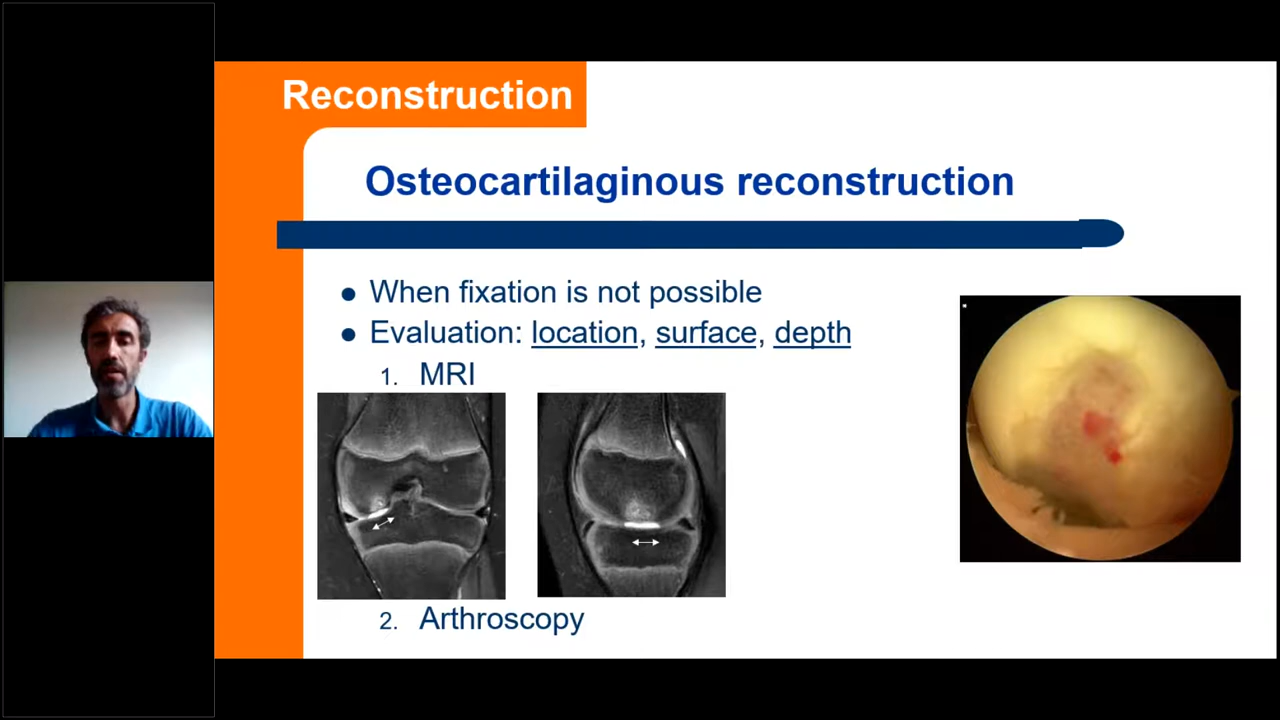 Reconstruction
Osteocartilaginous reconstruction
● When fixation is not possible
● Evaluation: location, surface, depth
1. MRI
2. Arthroscopy